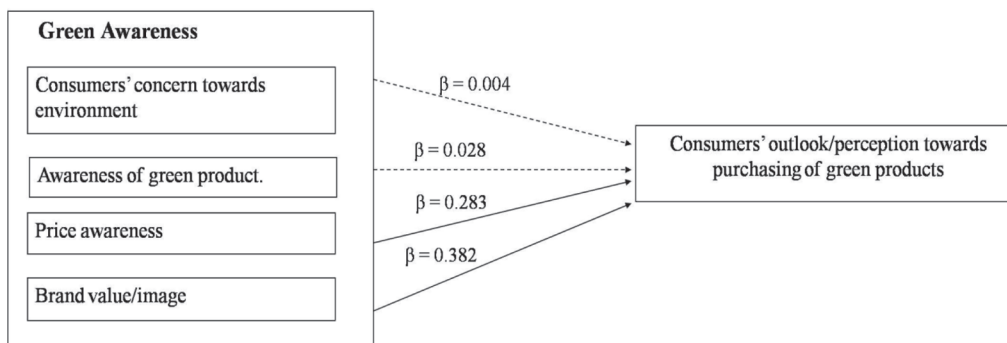 Green Awareness
Consumers’ concern towards
environment
β = 0.004
Consumers’ outlook/perception towards
purchasing of green products
β = 0.028
Awareness of green product.
β = 0.283
Price awareness
β = 0.382
Brand value/image